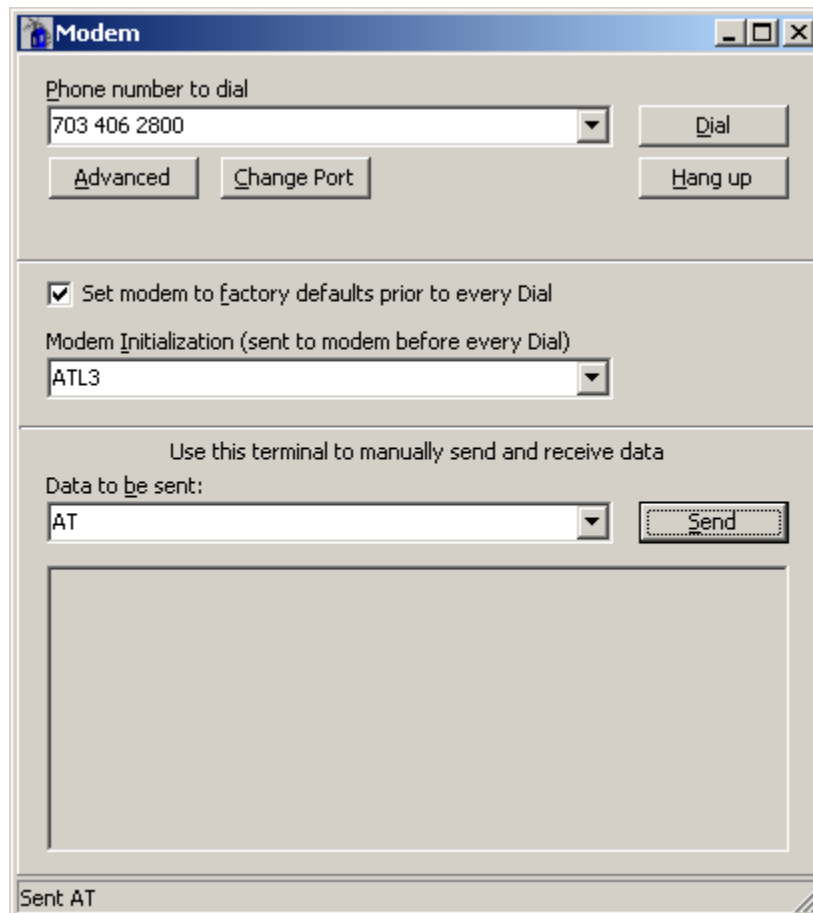 Modem
Phone number to dial
703 406 2800
Dial
Advanced
Change Port
Hang up
Set modem to factory defaults prior to every Dial
Modem Initialization (sent to modem before every Dial)
ATL3
Use this terminal to manually send and receive data
Data to be sent:
AT
Send
Sent AT